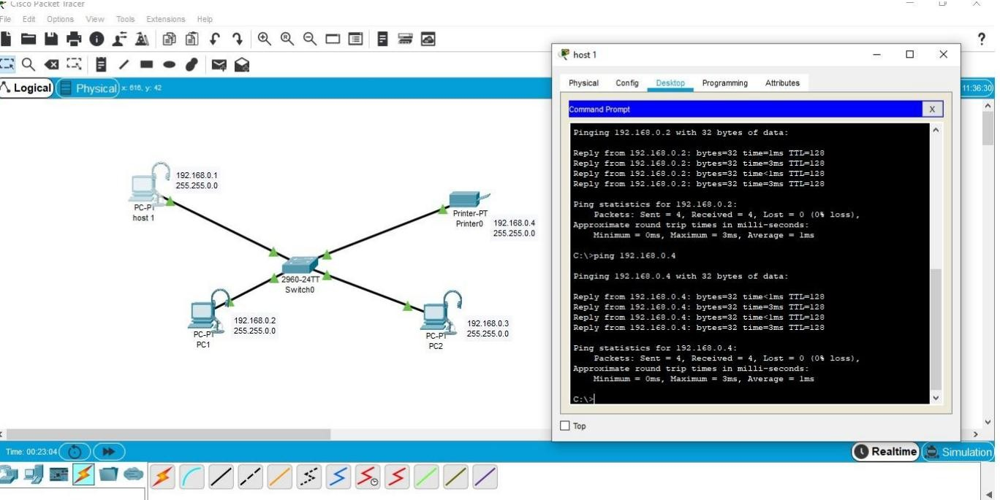 Cisco Packet Tracer
File Edit Options View Tools Extensions Help
?
Logical Physical x: 616, y: 42
11:36:30
192.168.0.1
255.255.0.0
PC-PT
host 1
Printer-PT
Printer0
192.168.0.4
255.255.0.0
2960-24TT
Switch0
192.168.0.2
255.255.0.0
PC-PT
PC1
192.168.0.3
255.255.0.0
PC-PT
PC2
host 1
Physical Config Desktop Programming Attributes
Command Prompt X
Pinging 192.168.0.2 with 32 bytes of data:
Reply from 192.168.0.2: bytes=32 time=1ms TTL=128
Reply from 192.168.0.2: bytes=32 time=3ms TTL=128
Reply from 192.168.0.2: bytes=32 time<1ms TTL=128
Reply from 192.168.0.2: bytes=32 time=3ms TTL=128
Ping statistics for 192.168.0.2:
Packets: Sent = 4, Received = 4, Lost = 0 (0% loss),
Approximate round trip times in milli-seconds:
Minimum = 0ms, Maximum = 3ms, Average = 1ms
C:\>ping 192.168.0.4
Pinging 192.168.0.4 with 32 bytes of data:
Reply from 192.168.0.4: bytes=32 time<1ms TTL=128
Reply from 192.168.0.4: bytes=32 time=3ms TTL=128
Reply from 192.168.0.4: bytes=32 time<1ms TTL=128
Reply from 192.168.0.4: bytes=32 time=3ms TTL=128
Ping statistics for 192.168.0.4:
Packets: Sent = 4, Received = 4, Lost = 0 (0% loss),
Approximate round trip times in milli-seconds:
Minimum = 0ms, Maximum = 3ms, Average = 1ms
C:\>
Top
Time: 00:23:04
Realtime Simulation